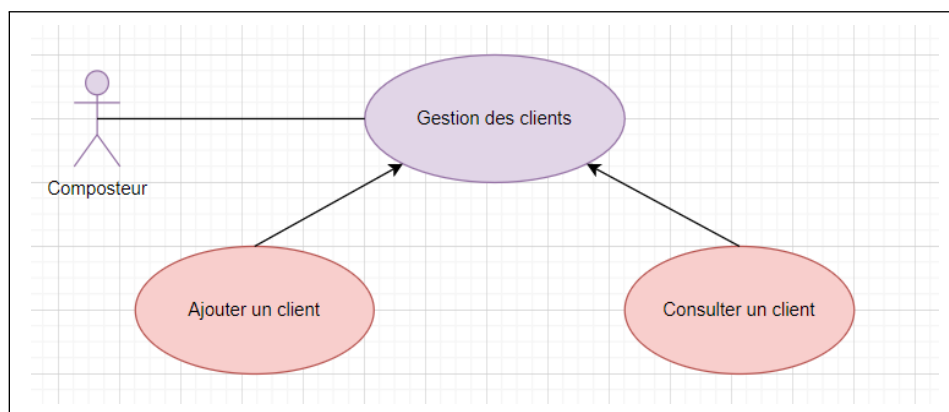 Gestion des clients
Composteur
Ajouter un client
Consulter un client